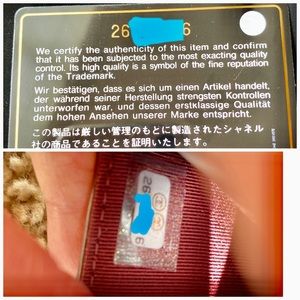 26 6
We certify the authenticity of this item and confirm
that it has been subjected to the most exacting quality
control. Its high quality is a symbol of the fine reputation
of the Trademark.
Wir bestätigen, dass es sich um einen Artikel handelt,
der während seiner Herstellung strengsten Kontrollen
unterworfen war, und dessen erstklassige Qualität
dem hohen Ansehen unserer Marke entspricht.
この製品は厳しい管理のもとに製造されたシャネル
社の商品であることを証明いたします。